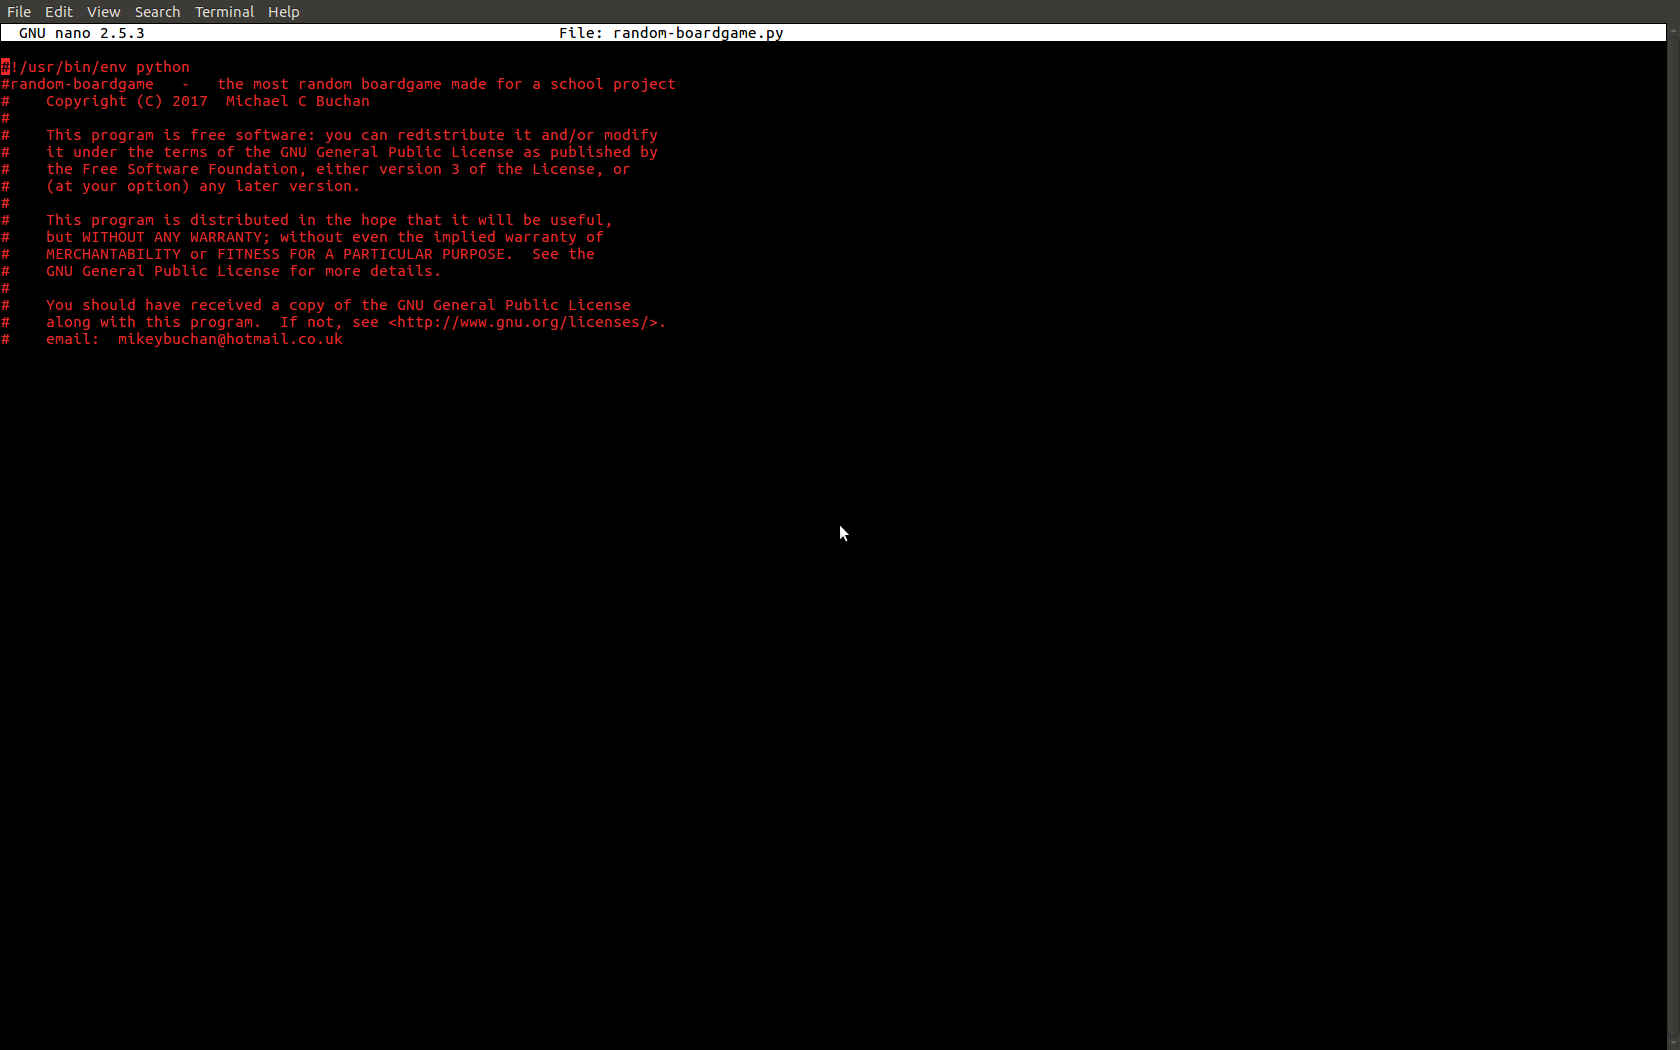 File Edit View Search Terminal Help
GNU nano 2.5.3 File: random-boardgame.py
#!/usr/bin/env python
#random-boardgame   -   the most random boardgame made for a school project
#    Copyright (C) 2017  Michael C Buchan
#
#    This program is free software: you can redistribute it and/or modify
#    it under the terms of the GNU General Public License as published by
#    the Free Software Foundation, either version 3 of the License, or
#    (at your option) any later version.
#
#    This program is distributed in the hope that it will be useful,
#    but WITHOUT ANY WARRANTY; without even the implied warranty of
#    MERCHANTABILITY or FITNESS FOR A PARTICULAR PURPOSE.  See the
#    GNU General Public License for more details.
#
#    You should have received a copy of the GNU General Public License
#    along with this program.  If not, see <http://www.gnu.org/licenses/>.
#    email:  mikeybuchan@hotmail.co.uk